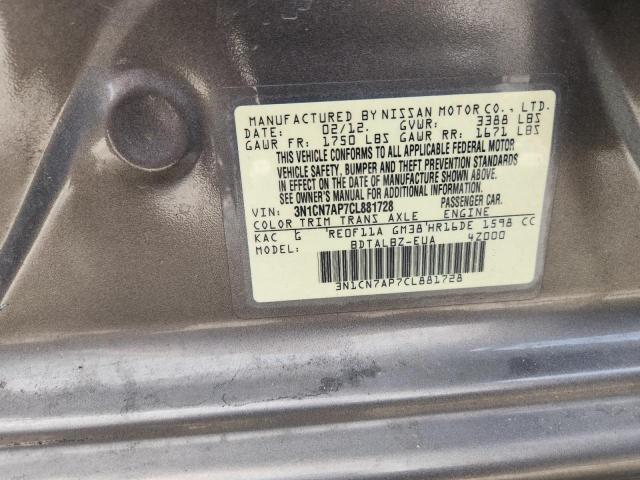 MANUFACTURED BY NISSAN MOTOR CO., LTD.
DATE: 02/12. GVWR: 3388 LBS
GAWR FR: 1750 LBS GAWR RR: 1671 LBS
THIS VEHICLE CONFORMS TO ALL APPLICABLE FEDERAL MOTOR
VEHICLE SAFETY, BUMPER AND THEFT PREVENTION STANDARDS
IN EFFECT ON THE DATE OF MANUFACTURE SHOWN ABOVE.
SEE OWNER'S MANUAL FOR ADDITIONAL INFORMATION.
VIN: 3N1CN7AP7CL881728 PASSENGER CAR.
COLOR TRIM TRANS AXLE ENGINE
KAC G RE0F11A GM38 HR16DE 1598 CC
MODEL: BDTALBZ-EUA 4Z000
3N1CN7AP7CL881728